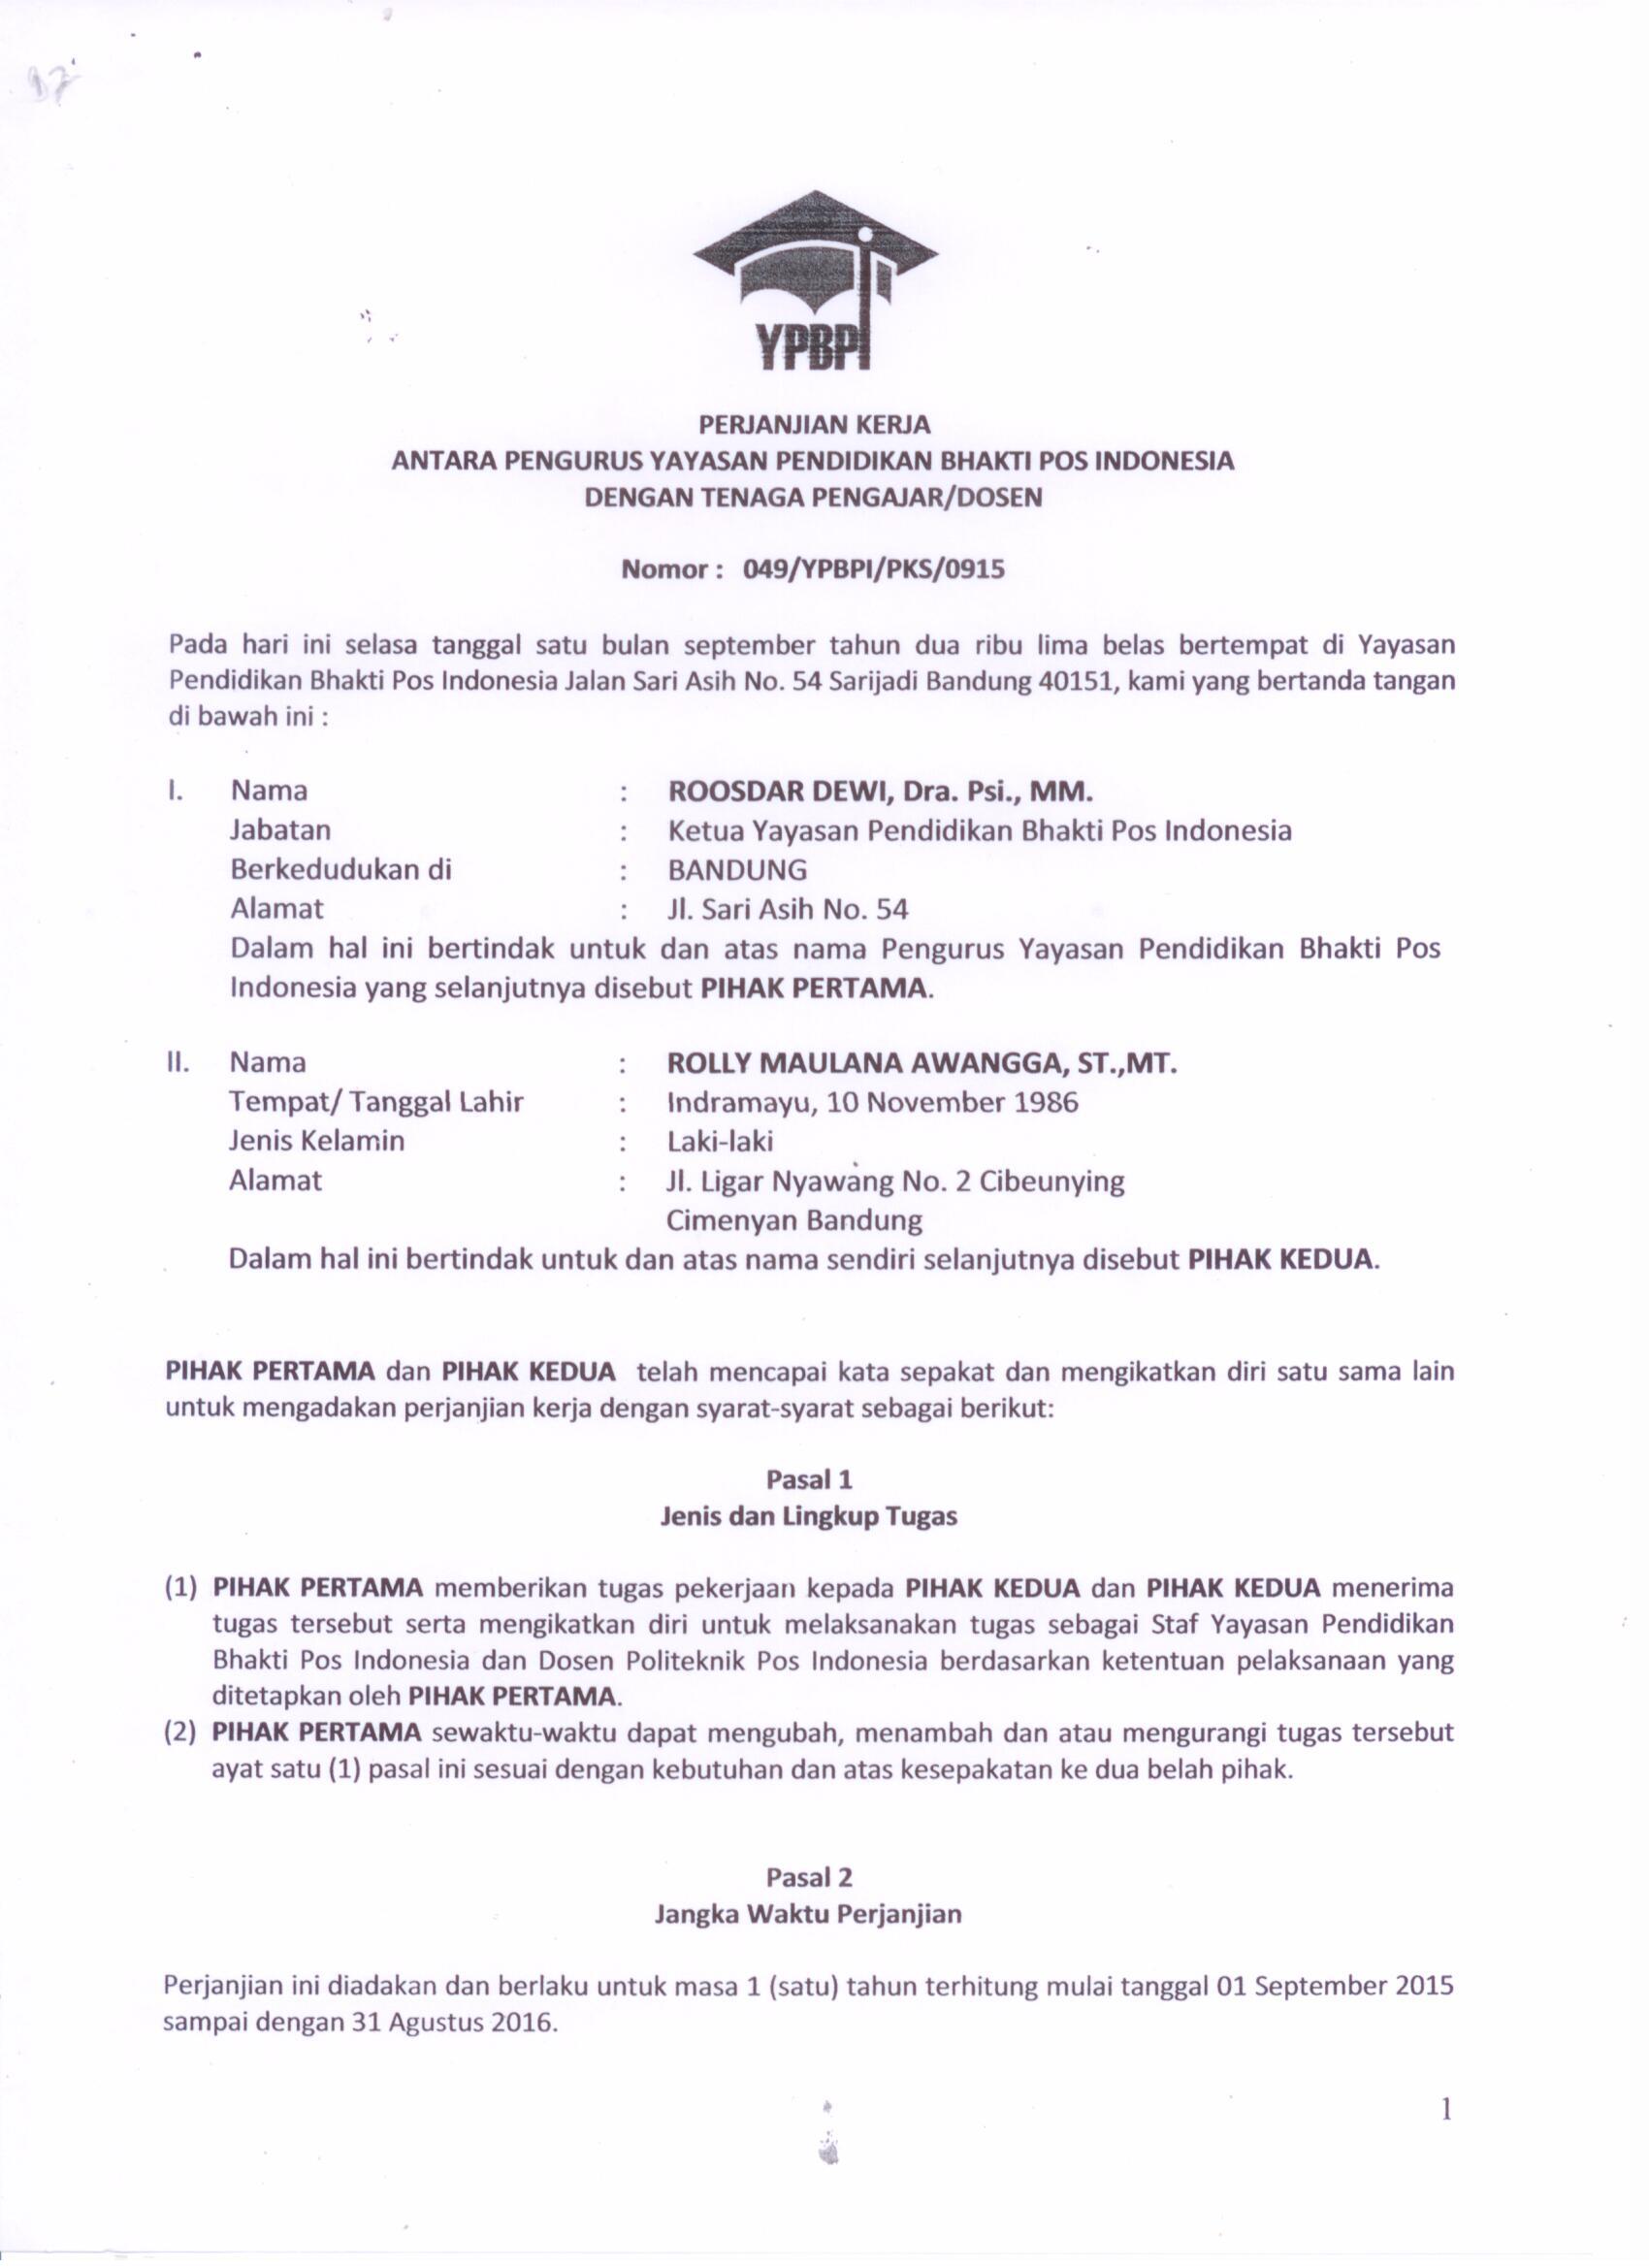 YPBPI
PERJANJIAN KERJA
ANTARA PENGURUS YAYASAN PENDIDIKAN BHAKTI POS INDONESIA
DENGAN TENAGA PENGAJAR/DOSEN
Nomor : 049/YPBPI/PKS/0915
Pada hari ini selasa tanggal satu bulan september tahun dua ribu lima belas bertempat di Yayasan
Pendidikan Bhakti Pos Indonesia Jalan Sari Asih No. 54 Sarijadi Bandung 40151, kami yang bertanda tangan
di bawah ini :
I. Nama : ROOSDAR DEWI, Dra. Psi., MM.
Jabatan : Ketua Yayasan Pendidikan Bhakti Pos Indonesia
Berkedudukan di : BANDUNG
Alamat : Jl. Sari Asih No. 54
Dalam hal ini bertindak untuk dan atas nama Pengurus Yayasan Pendidikan Bhakti Pos
Indonesia yang selanjutnya disebut PIHAK PERTAMA.
II. Nama : ROLLY MAULANA AWANGGA, ST.,MT.
Tempat/ Tanggal Lahir : Indramayu, 10 November 1986
Jenis Kelamin : Laki-laki
Alamat : Jl. Ligar Nyawang No. 2 Cibeunying
Cimenyan Bandung
Dalam hal ini bertindak untuk dan atas nama sendiri selanjutnya disebut PIHAK KEDUA.
PIHAK PERTAMA dan PIHAK KEDUA telah mencapai kata sepakat dan mengikatkan diri satu sama lain
untuk mengadakan perjanjian kerja dengan syarat-syarat sebagai berikut:
Pasal 1
Jenis dan Lingkup Tugas
(1) PIHAK PERTAMA memberikan tugas pekerjaan kepada PIHAK KEDUA dan PIHAK KEDUA menerima
tugas tersebut serta mengikatkan diri untuk melaksanakan tugas sebagai Staf Yayasan Pendidikan
Bhakti Pos Indonesia dan Dosen Politeknik Pos Indonesia berdasarkan ketentuan pelaksanaan yang
ditetapkan oleh PIHAK PERTAMA.
(2) PIHAK PERTAMA sewaktu-waktu dapat mengubah, menambah dan atau mengurangi tugas tersebut
ayat satu (1) pasal ini sesuai dengan kebutuhan dan atas kesepakatan ke dua belah pihak.
Pasal 2
Jangka Waktu Perjanjian
Perjanjian ini diadakan dan berlaku untuk masa 1 (satu) tahun terhitung mulai tanggal 01 September 2015
sampai dengan 31 Agustus 2016.
1